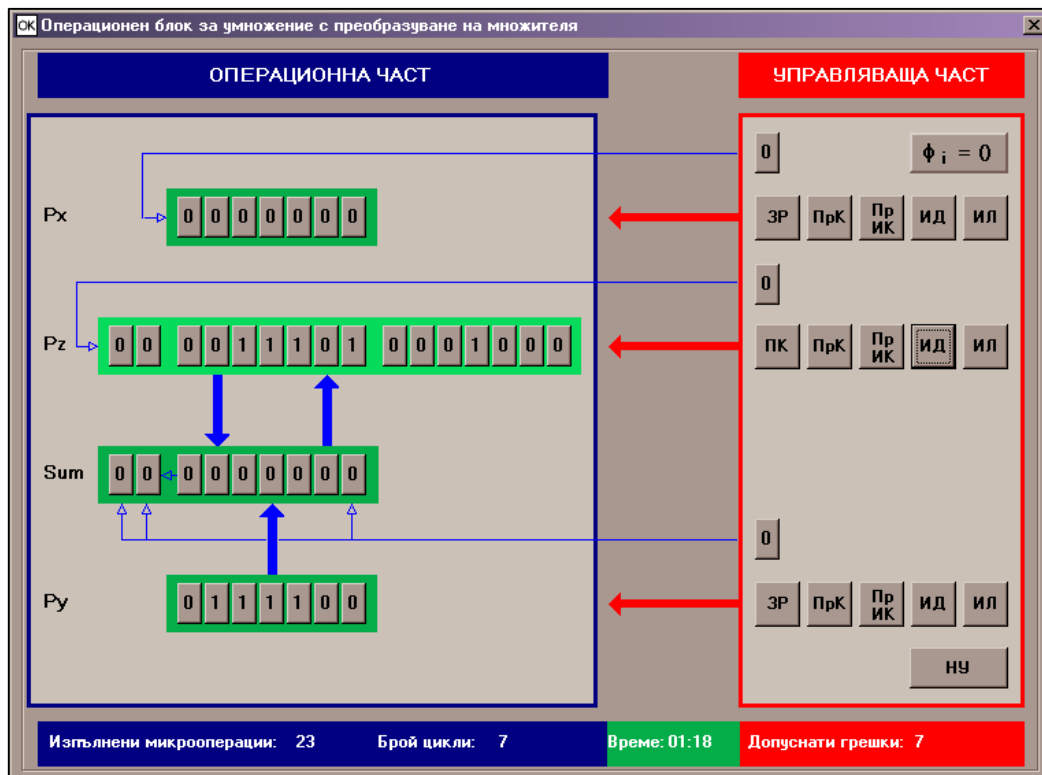 OK Операционен блок за умножение с преобразуване на множителя
ОПЕРАЦИОННА ЧАСТ
УПРАВЛЯВАЩА ЧАСТ
0
Φ i = 0
Px
0 0 0 0 0 0 0
ЗР ПрК Пр ИК ИД ИЛ
0
Pz
0 0 0 0 1 1 1 0 1 0 0 0 1 0 0 0
ПК ПрК Пр ИК ИД ИЛ
Sum
0 0 0 0 0 0 0 0 0
0
Py
0 1 1 1 1 0 0
ЗР ПрК Пр ИК ИД ИЛ
НУ
Изпълнени микрооперации: 23 Брой цикли: 7 Време: 01:18 Допуснати грешки: 7